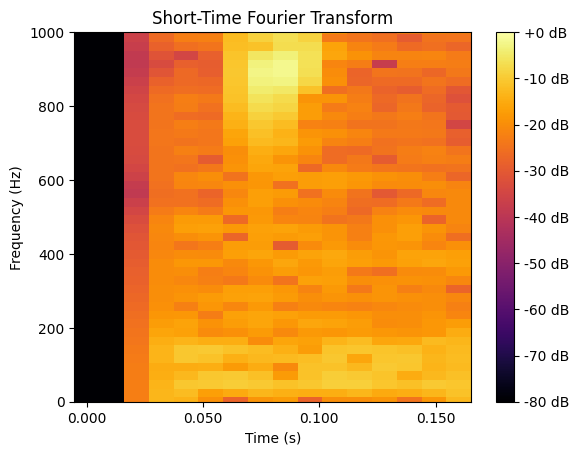 Short-Time Fourier Transform
1000
800
600
400
200
0
Frequency (Hz)
0.000
0.050
0.100
0.150
Time (s)
+0 dB
-10 dB
-20 dB
-30 dB
-40 dB
-50 dB
-60 dB
-70 dB
-80 dB